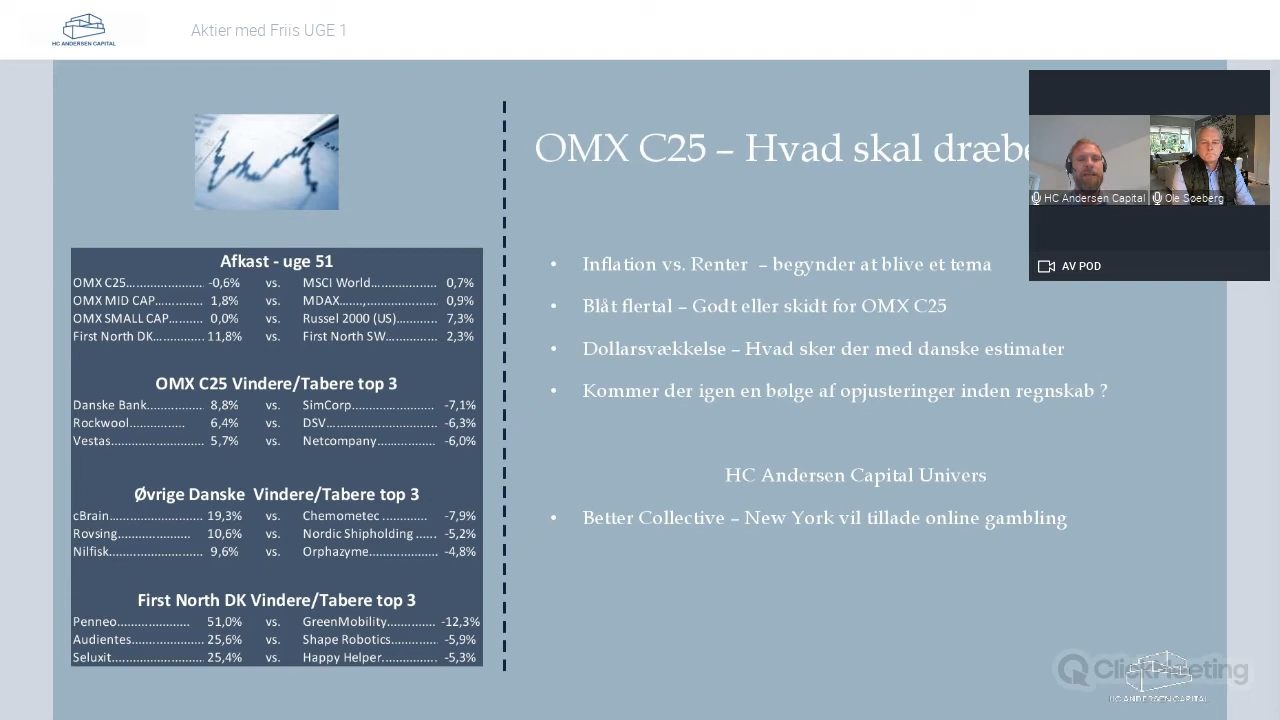 HC ANDERSEN CAPITAL
Aktier med Friis UGE 1
Afkast - uge 51
OMX C25........................ -0,6% vs. MSCI World.................. 0,7%
OMX MID CAP............. 1,8% vs. MDAX.......,........................ 0,9%
OMX SMALL CAP......... 0,0% vs. Russel 2000 (US)........... 7,3%
First North DK.............. 11,8% vs. First North SW.............. 2,3%
OMX C25 Vindere/Tabere top 3
Danske Bank................ 8,8% vs. SimCorp....................... -7,1%
Rockwool................ 6,4% vs. DSV............................... -6,3%
Vestas.......................... 5,7% vs. Netcompany................ -6,0%
Øvrige Danske Vindere/Tabere top 3
cBrain.......................... 19,3% vs. Chemometec ............. -7,9%
Rovsing.................... 10,6% vs. Nordic Shipholding ...... -5,2%
Nilfisk.......................... 9,6% vs. Orphazyme................... -4,8%
First North DK Vindere/Tabere top 3
Penneo..................... 51,0% vs. GreenMobility.............. -12,3%
Audientes..................... 25,6% vs. Shape Robotics............. -5,9%
Seluxit.......................... 25,4% vs. Happy Helper................ -5,3%
OMX C25 – Hvad skal dræbe
• Inflation vs. Renter – begynder at blive et tema
• Blåt flertal – Godt eller skidt for OMX C25
• Dollarsvækkelse – Hvad sker der med danske estimater
• Kommer der igen en bølge af opjusteringer inden regnskab ?
HC Andersen Capital Univers
• Better Collective – New York vil tillade online gambling
HC Andersen Capital
Ole Søeberg
AV POD
ClickMeeting
HC ANDERSEN CAPITAL